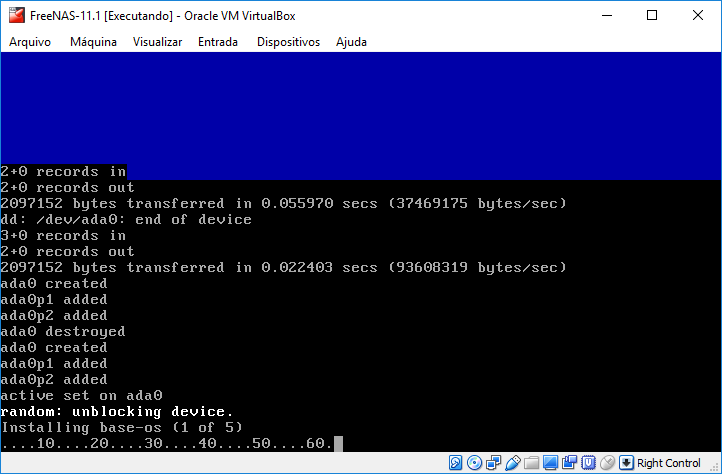 FreeNAS-11.1 [Executando] - Oracle VM VirtualBox
Arquivo Máquina Visualizar Entrada Dispositivos Ajuda
2+0 records in
2+0 records out
2097152 bytes transferred in 0.055970 secs (37469175 bytes/sec)
dd: /dev/ada0: end of device
3+0 records in
2+0 records out
2097152 bytes transferred in 0.022403 secs (93608319 bytes/sec)
ada0 created
ada0p1 added
ada0p2 added
ada0 destroyed
ada0 created
ada0p1 added
ada0p2 added
active set on ada0
random: unblocking device.
Installing base-os (1 of 5)
....10....20....30....40....50....60.
Right Control